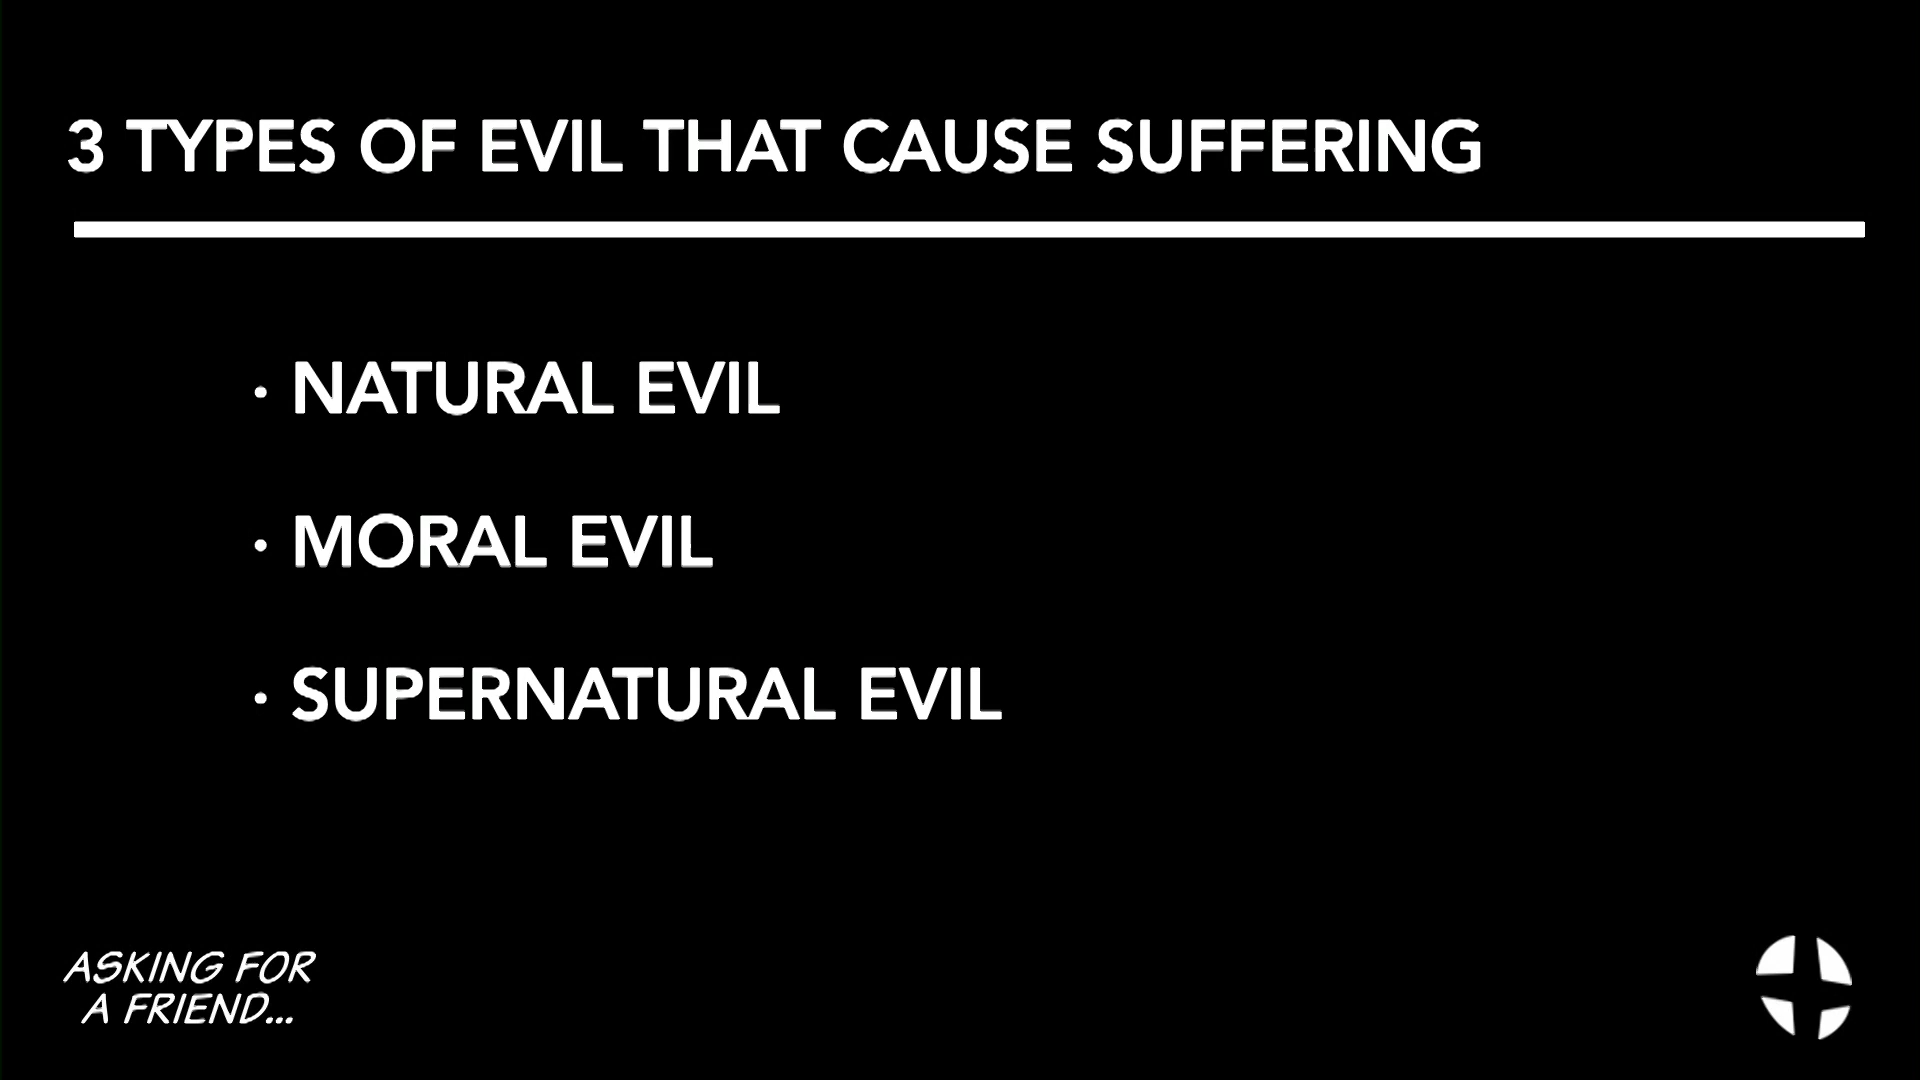 3 TYPES OF EVIL THAT CAUSE SUFFERING
• NATURAL EVIL
• MORAL EVIL
• SUPERNATURAL EVIL
ASKING FOR
A FRIEND...